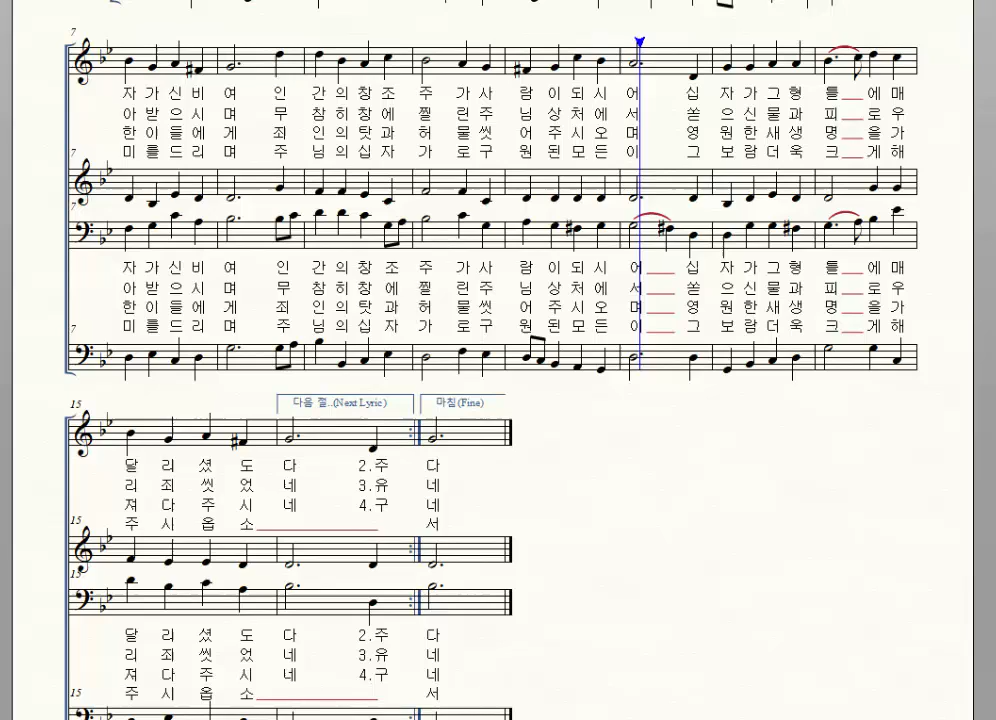 7
자 가 신 비 여 인 간 의 창 조 주 가 사 람 이 되 시 어 십 자 가 그 형 틀 에 매
아 받 으 시 며 무 참 히 창 에 찔 련 주 님 상 처 에 서 쏟 으 신 물 과 피 로 우
한 이 들 에 게 죄 인 의 탓 과 허 물 씻 어 주 시 오 며 영 원 한 새 생 명 을 가
미 를 드 리 며 주 님 의 십 자 가 로 구 원 된 모 든 이 그 보 람 더 욱 크 게 해
7
7
자 가 신 비 여 인 간 의 창 조 주 가 사 람 이 되 시 어 십 자 가 그 형 틀 에 매
아 받 으 시 며 무 참 히 창 에 찔 련 주 님 상 처 에 서 쏟 으 신 물 과 피 로 우
한 이 들 에 게 죄 인 의 탓 과 허 물 씻 어 주 시 오 며 영 원 한 새 생 명 을 가
미 를 드 리 며 주 님 의 십 자 가 로 구 원 된 모 든 이 그 보 람 더 욱 크 게 해
7
다음 절..(Next Lyric) 마침(Fine)
15
달 리 셨 도 다 2.주 다
리 죄 씻 었 네 3.유 네
져 다 주 시 네 4.구 네
주 시 옵 소 서
15
15
달 리 셨 도 다 2.주 다
리 죄 씻 었 네 3.유 네
져 다 주 시 네 4.구 네
주 시 옵 소 서
15